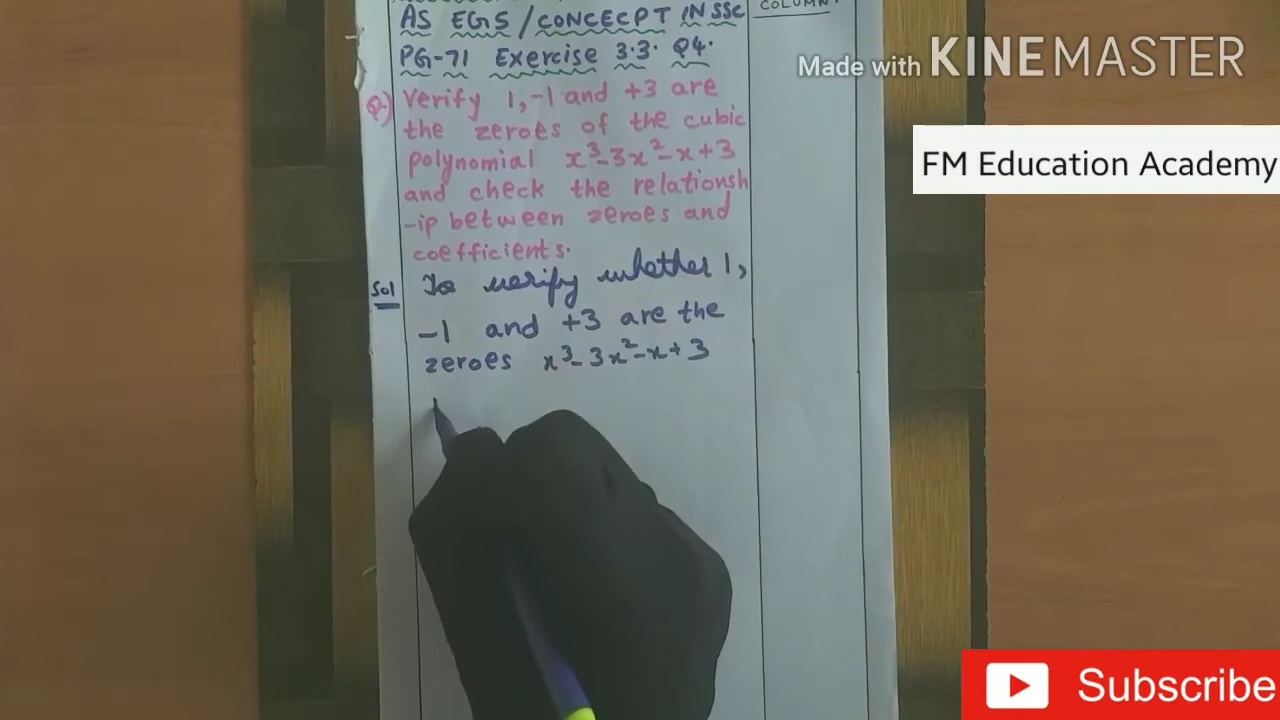 AS EGS/CONCECPT IN SSC
COLUMN.
PG-71 Exercise 3.3. Q4.
Made with KINEMASTER
Q) Verify 1, -1 and +3 are
the zeroes of the cubic
polynomial x³-3x²-x+3
and check the relationsh
-ip between zeroes and
coefficients.
FM Education Academy
Sol To verify whether 1,
-1 and +3 are the
zeroes x³-3x²-x+3
Subscribe